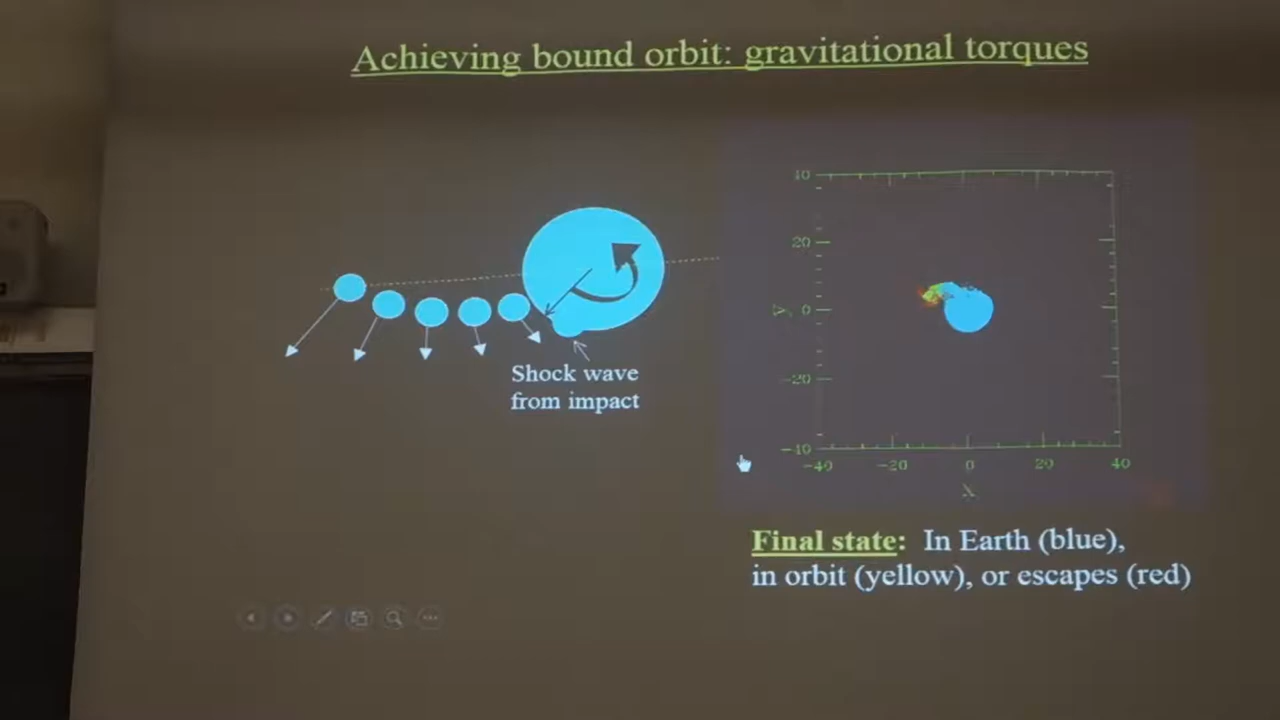 Achieving bound orbit: gravitational torques
Shock wave
from impact
40
20
0
-20
-40
-40 -20 0 20 40
Y
X
Final state: In Earth (blue),
in orbit (yellow), or escapes (red)